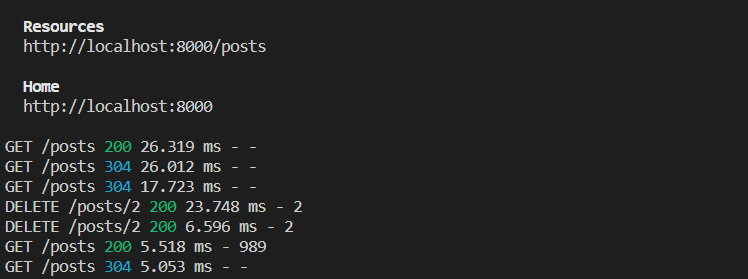 Resources
http://localhost:8000/posts
Home
http://localhost:8000
GET /posts 200 26.319 ms - -
GET /posts 304 26.012 ms - -
GET /posts 304 17.723 ms - -
DELETE /posts/2 200 23.748 ms - 2
DELETE /posts/2 200 6.596 ms - 2
GET /posts 200 5.518 ms - 989
GET /posts 304 5.053 ms - -